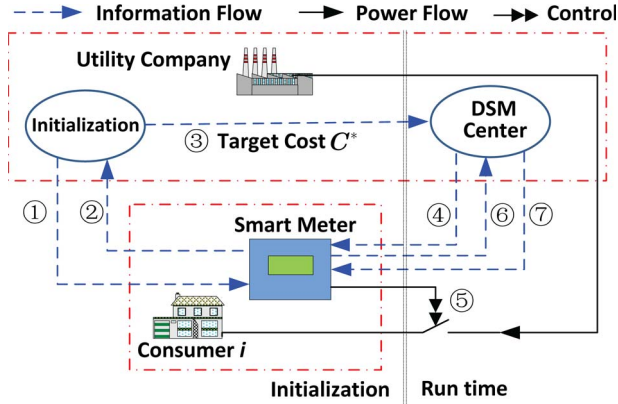 Information Flow
Power Flow
Control
Utility Company
Initialization
DSM
Center
③ Target Cost C*
①
②
④
⑥
⑦
Smart Meter
⑤
Consumer i
Initialization
Run time